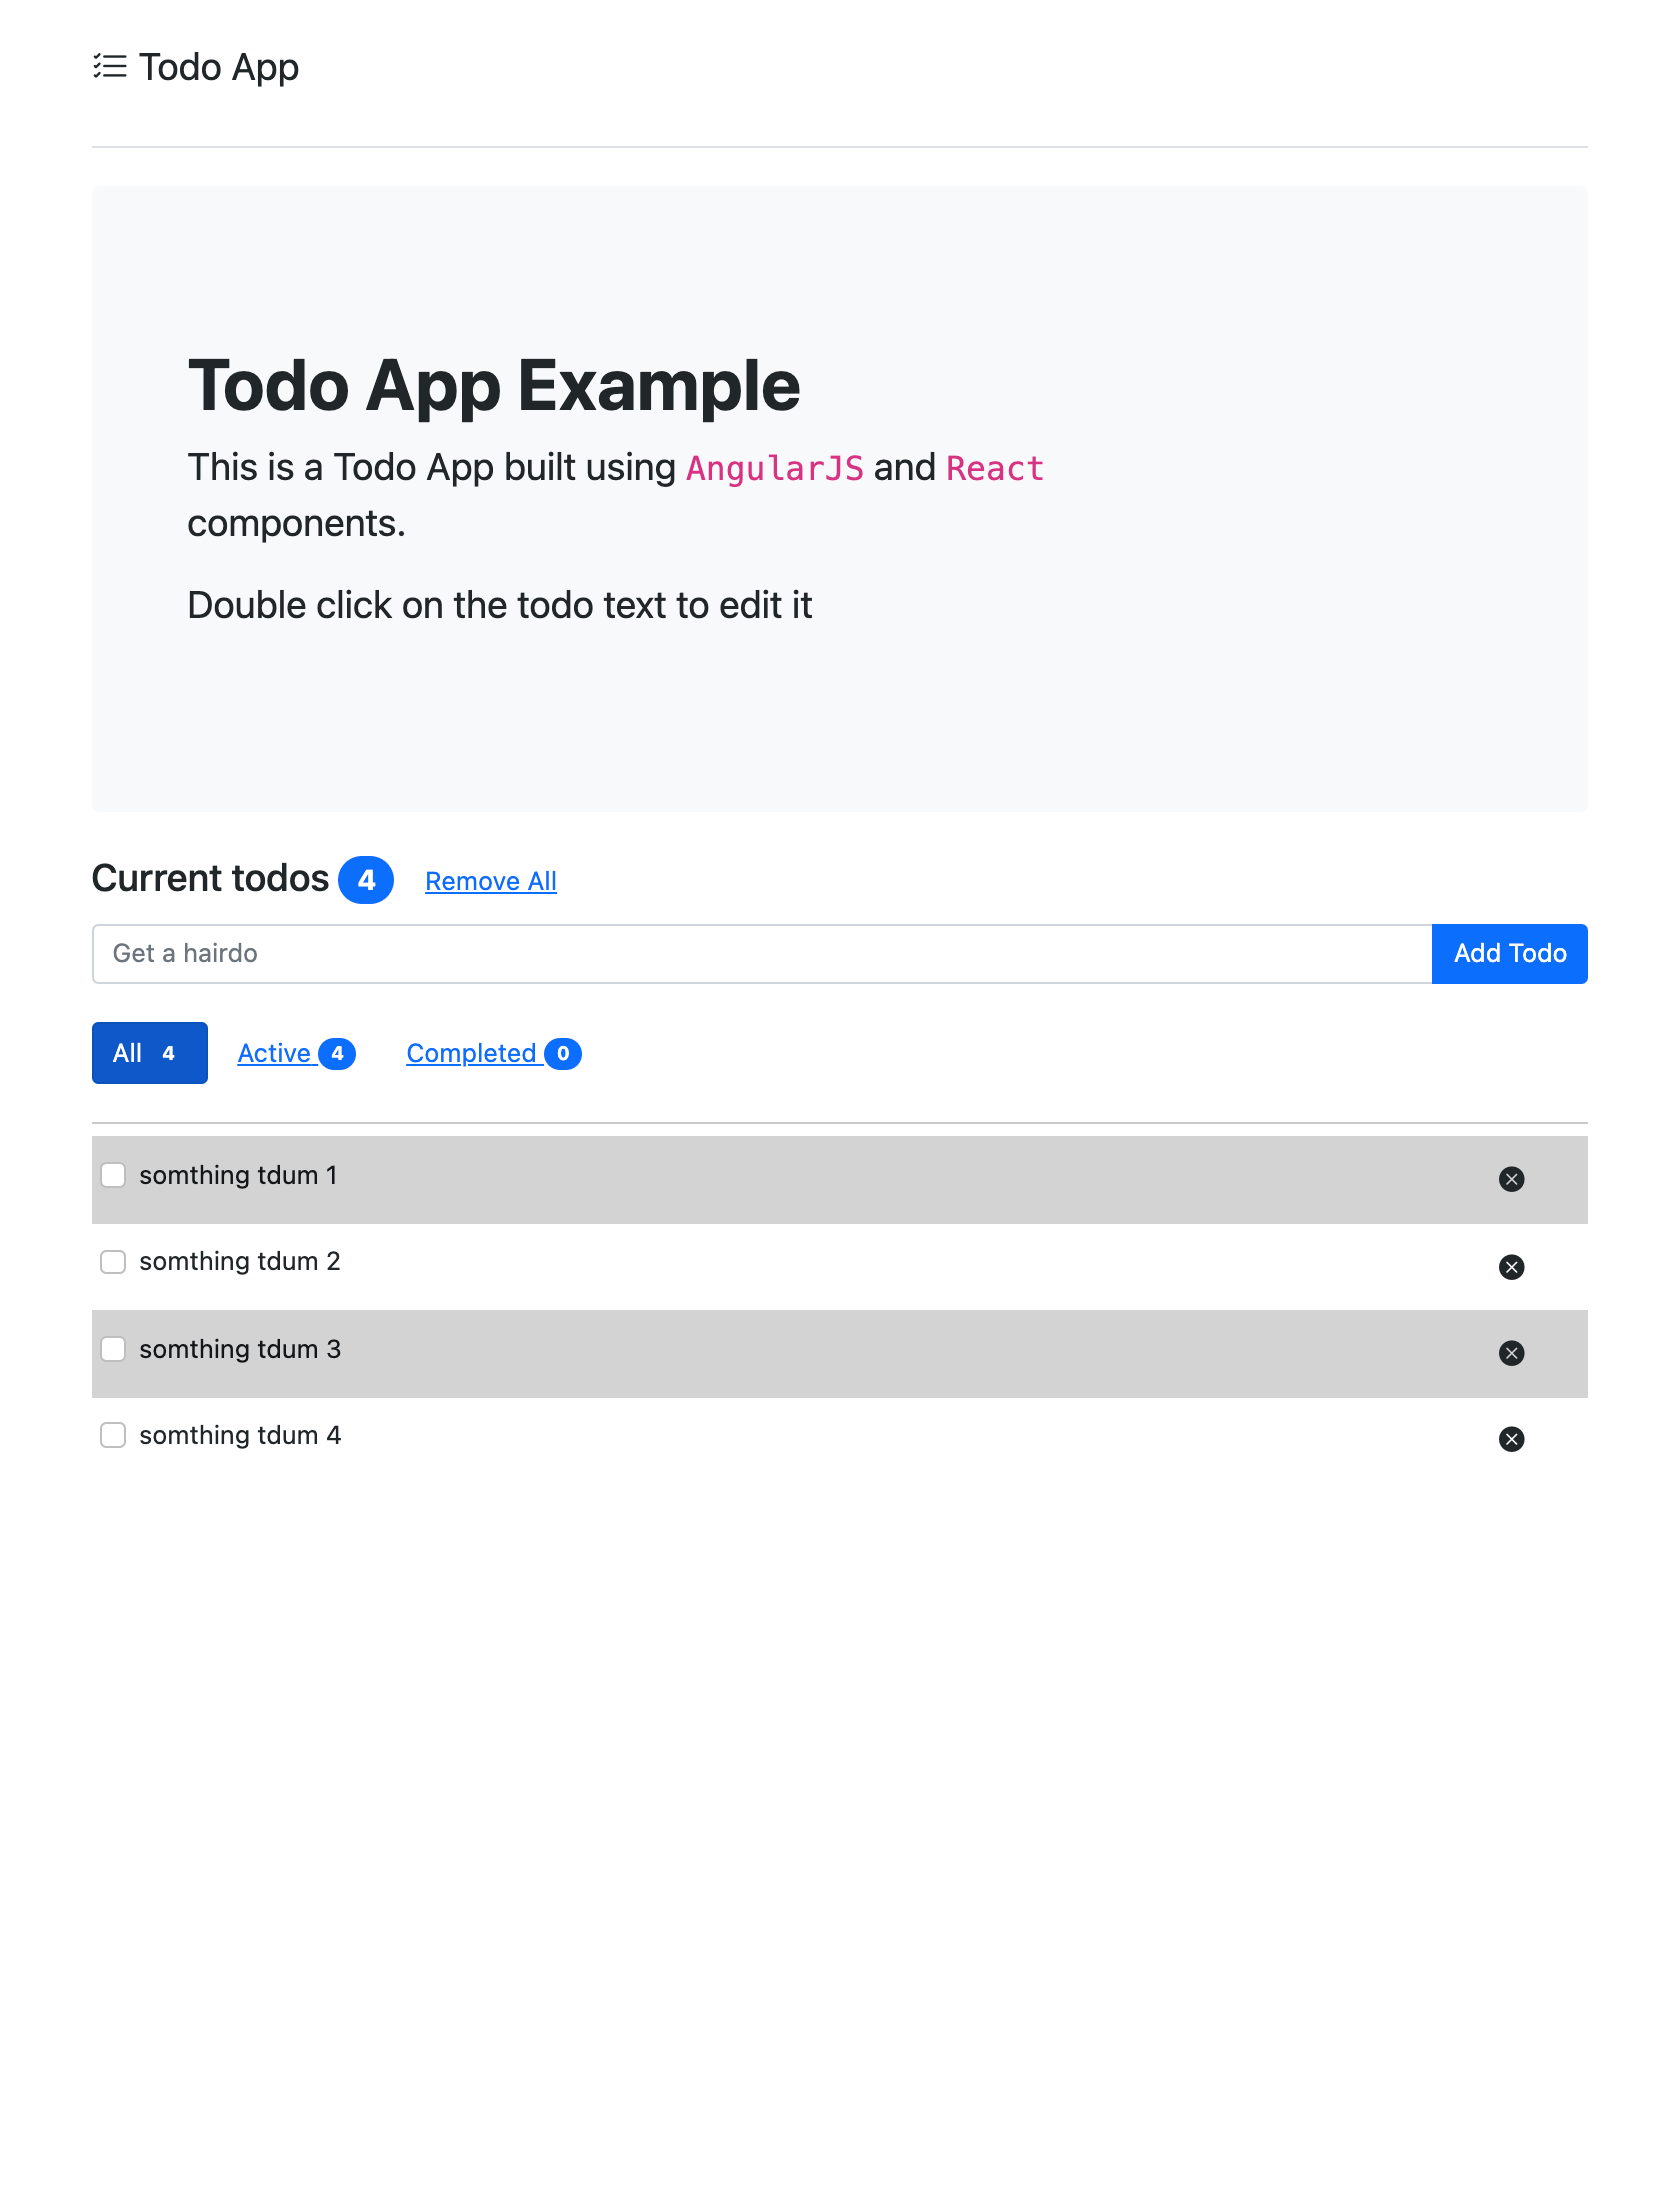 Todo App
Todo App Example
This is a Todo App built using AngularJS and React
components.
Double click on the todo text to edit it
Current todos 4 Remove All
Get a hairdo Add Todo
All 4 Active 4 Completed 0
somthing tdum 1
somthing tdum 2
somthing tdum 3
somthing tdum 4